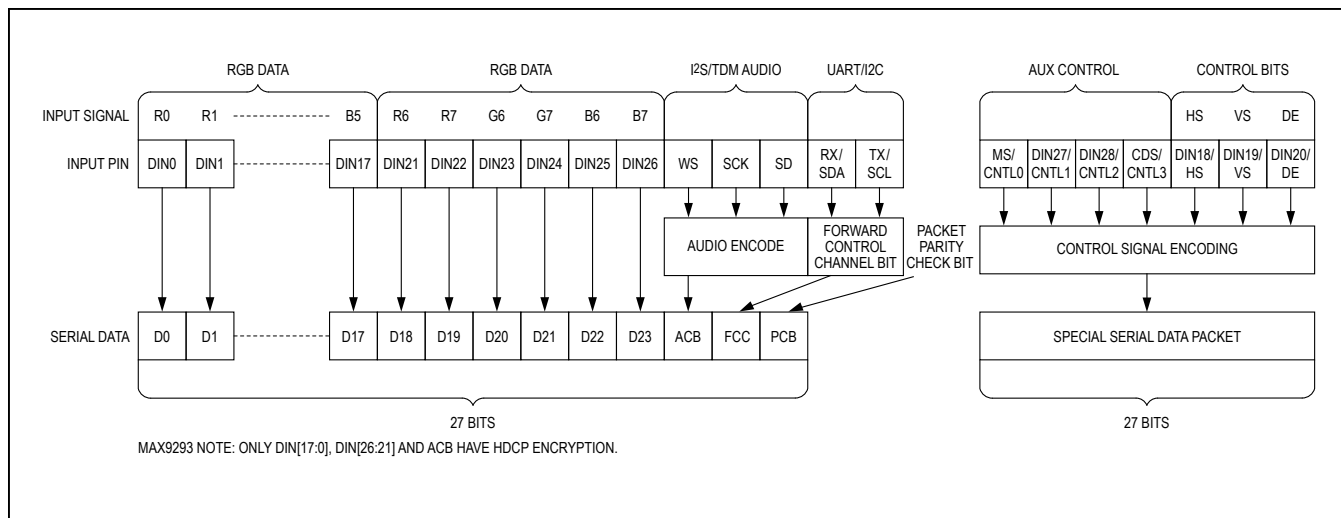 RGB DATA RGB DATA I²S/TDM AUDIO UART/I2C AUX CONTROL CONTROL BITS
INPUT SIGNAL R0 R1 B5 R6 R7 G6 G7 B6 B7 HS VS DE
INPUT PIN DIN0 DIN1 DIN17 DIN21 DIN22 DIN23 DIN24 DIN25 DIN26 WS SCK SD RX/ SDA TX/ SCL MS/ CNTL0 DIN27/ CNTL1 DIN28/ CNTL2 CDS/ CNTL3 DIN18/ HS DIN19/ VS DIN20/ DE
AUDIO ENCODE
FORWARD
CONTROL
CHANNEL BIT
PACKET
PARITY
CHECK BIT
CONTROL SIGNAL ENCODING
SERIAL DATA D0 D1 D17 D18 D19 D20 D21 D22 D23 ACB FCC PCB SPECIAL SERIAL DATA PACKET
27 BITS 27 BITS
MAX9293 NOTE: ONLY DIN[17:0], DIN[26:21] AND ACB HAVE HDCP ENCRYPTION.